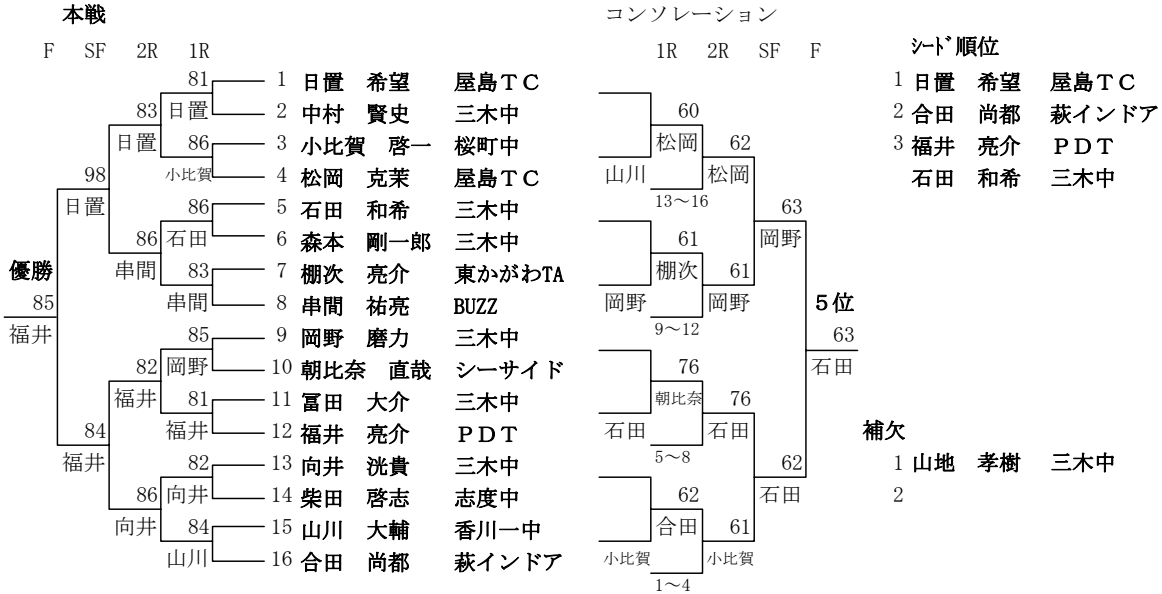 本戦
コンソレーション
F SF 2R 1R
1R 2R SF F
シード順位
1 日置 希望 屋島TC
2 合田 尚都 萩インドア
3 福井 亮介 PDT
石田 和希 三木中
81
1 日置 希望 屋島TC
83 日置
2 中村 賢史 三木中
日置 86
3 小比賀 啓一 桜町中
98 小比賀
4 松岡 克茉 屋島TC
日置 86
5 石田 和希 三木中
86 石田
6 森本 剛一郎 三木中
串間 83
7 棚次 亮介 東かがわTA
優勝
串間
8 串間 祐亮 BUZZ
85
福井
85
9 岡野 磨力 三木中
82 岡野
10 朝比奈 直哉 シーサイド
福井 81
11 冨田 大介 三木中
84 福井
12 福井 亮介 PDT
福井 82
13 向井 洸貴 三木中
86 向井
14 柴田 啓志 志度中
向井 84
15 山川 大輔 香川一中
山川
16 合田 尚都 萩インドア
60
松岡 62
山川 松岡
13～16 63
61 岡野
棚次 61
岡野 岡野
9～12
5位
63
石田
76
朝比奈 76
石田 石田
5～8 62
62 石田
合田 61
小比賀 小比賀
1～4
補欠
1 山地 孝樹 三木中
2